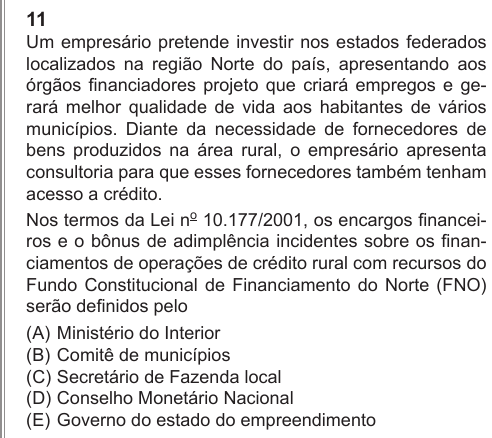 11
Um empresário pretende investir nos estados federados
localizados na região Norte do país, apresentando aos
órgãos financiadores projeto que criará empregos e ge-
rará melhor qualidade de vida aos habitantes de vários
municípios. Diante da necessidade de fornecedores de
bens produzidos na área rural, o empresário apresenta
consultoria para que esses fornecedores também tenham
acesso a crédito.
Nos termos da Lei nº 10.177/2001, os encargos financei-
ros e o bônus de adimplência incidentes sobre os finan-
ciamentos de operações de crédito rural com recursos do
Fundo Constitucional de Financiamento do Norte (FNO)
serão definidos pelo
(A) Ministério do Interior
(B) Comitê de municípios
(C) Secretário de Fazenda local
(D) Conselho Monetário Nacional
(E) Governo do estado do empreendimento